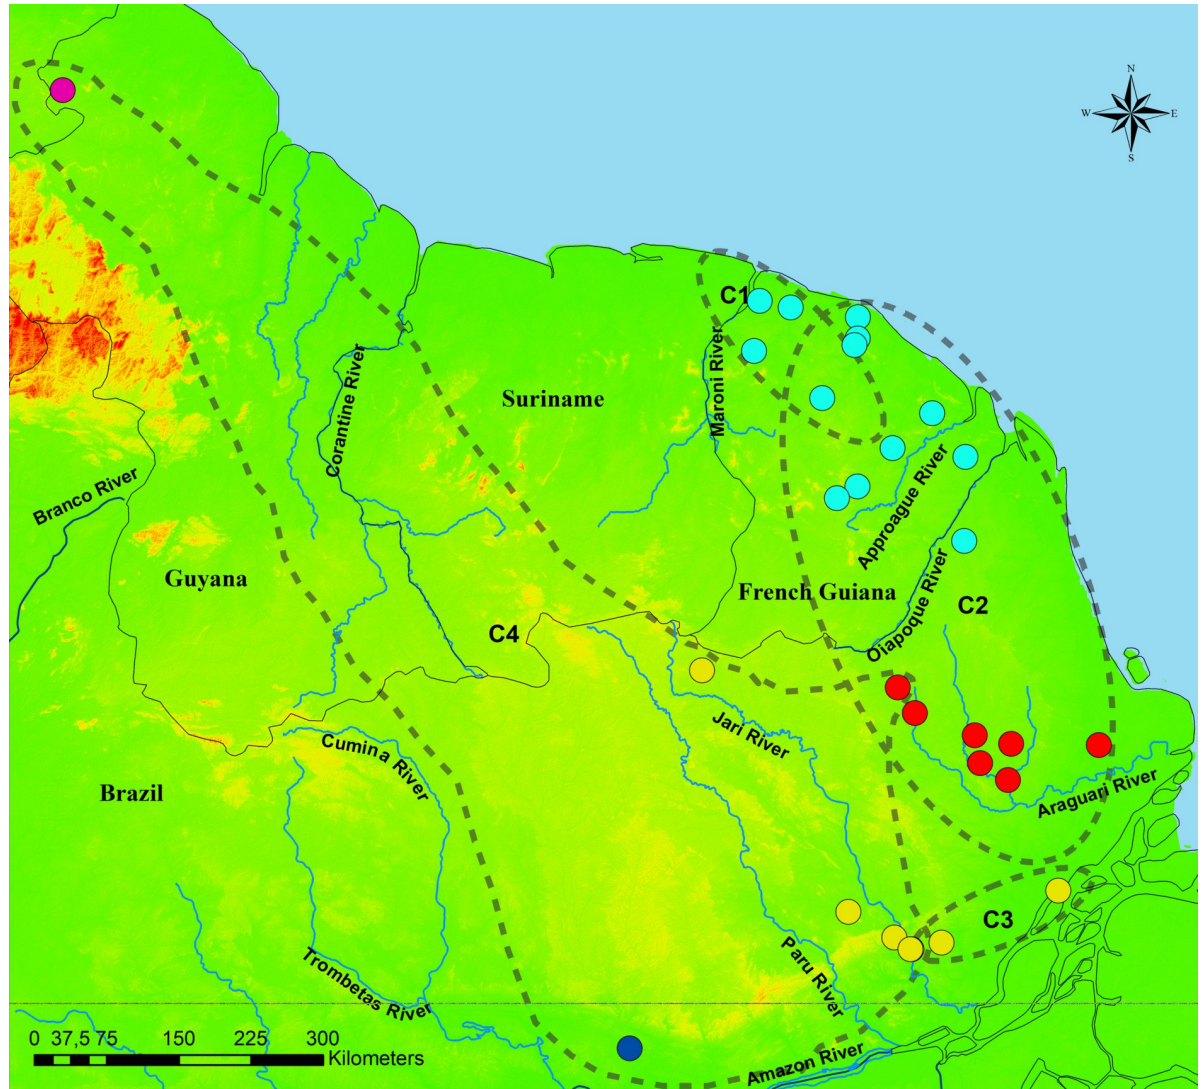 N
W E
S
C1
Maroni River
Suriname
Corantine River
Branco River
Approague River
Guyana
French Guiana
Oiapoque River
C2
C4
Jari River
Cumina River
Brazil
Araguari River
C3
Paru River
Trombetas River
0 37,5 75 150 225 300
Kilometers
Amazon River